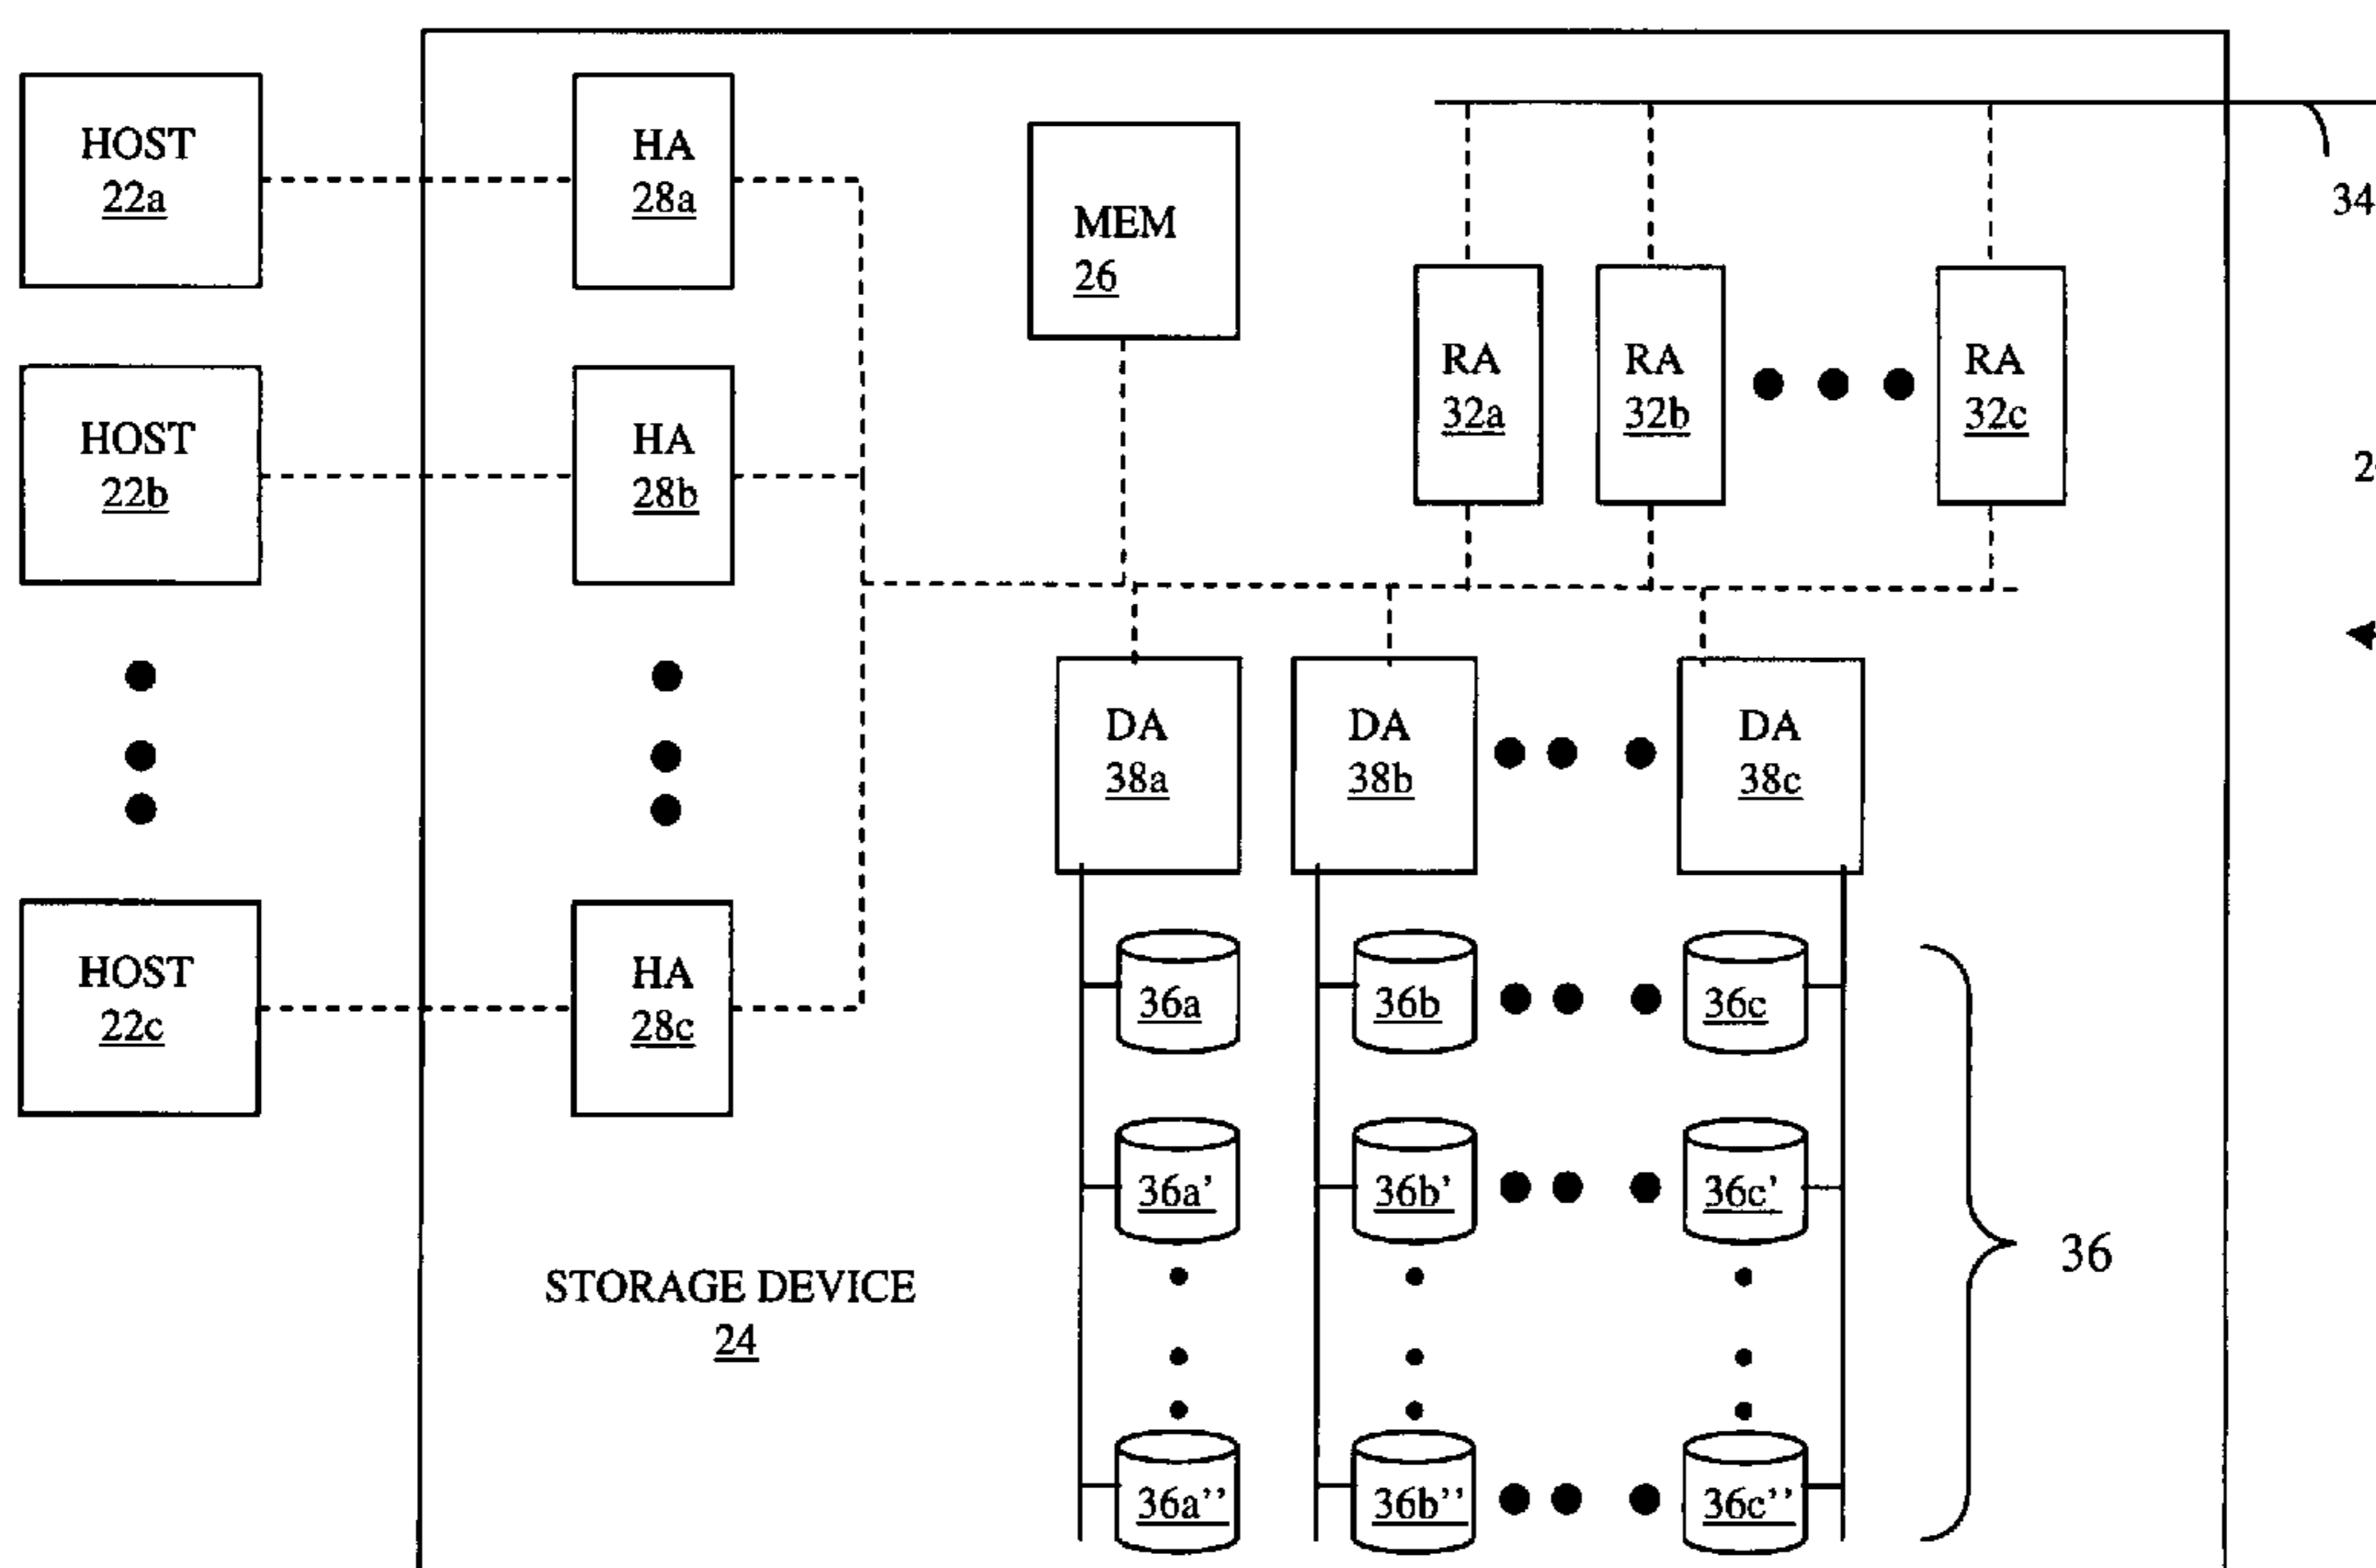 HOST
22a
HA
28a
MEM
26
34
HOST
22b
HA
28b
RA
32a
RA
32b
RA
32c
DA
38a
DA
38b
DA
38c
HOST
22c
HA
28c
36a
36b
36c
36a’
36b’
36c’
36
STORAGE DEVICE
24
36a’’
36b’’
36c’’